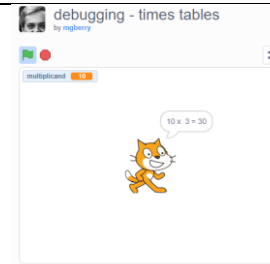 debugging - times tables
by mgberry
multiplicand 10
10 x 3 = 30